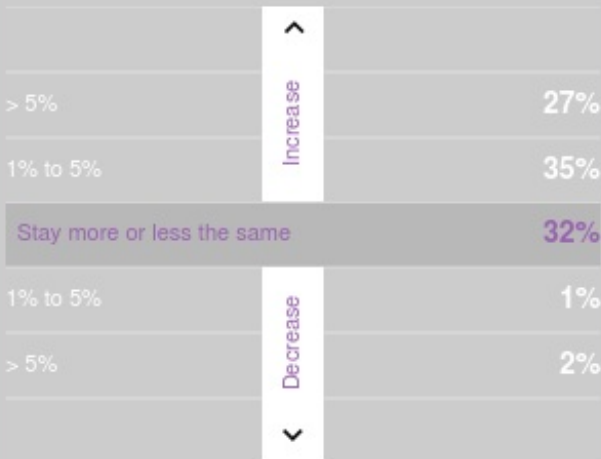 > 5% 27%
Increase
1% to 5% 35%
Stay more or less the same 32%
1% to 5% 1%
Decrease
> 5% 2%